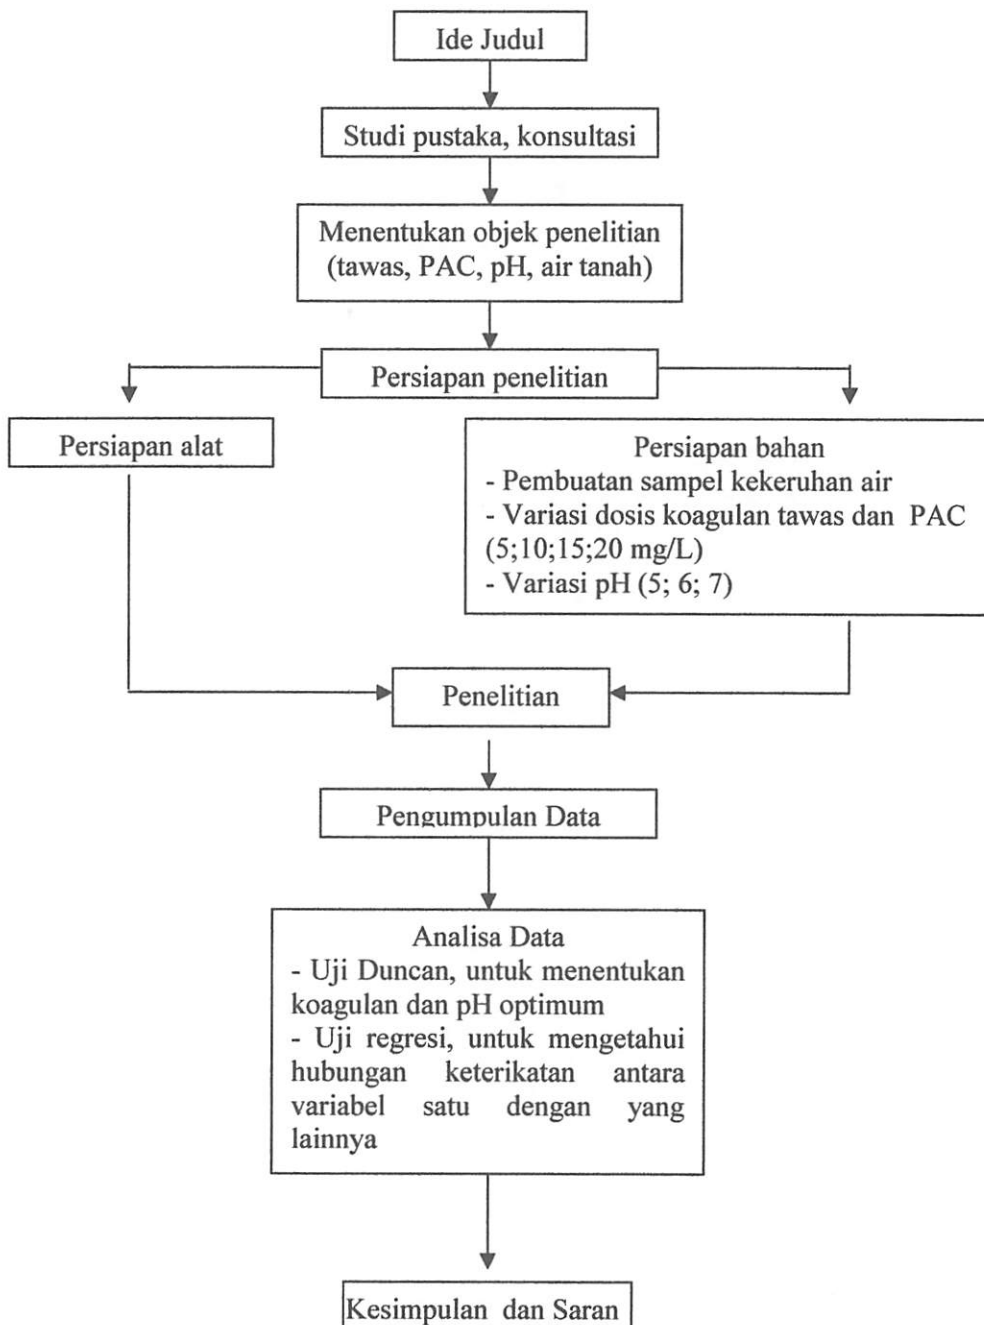 Ide Judul
Studi pustaka, konsultasi
Menentukan objek penelitian
(tawas, PAC, pH, air tanah)
Persiapan penelitian
Persiapan alat
Persiapan bahan
- Pembuatan sampel kekeruhan air
- Variasi dosis koagulan tawas dan PAC
(5;10;15;20 mg/L)
- Variasi pH (5; 6; 7)
Penelitian
Pengumpulan Data
Analisa Data
- Uji Duncan, untuk menentukan
koagulan dan pH optimum
- Uji regresi, untuk mengetahui
hubungan keterikatan antara
variabel satu dengan yang
lainnya
Kesimpulan dan Saran